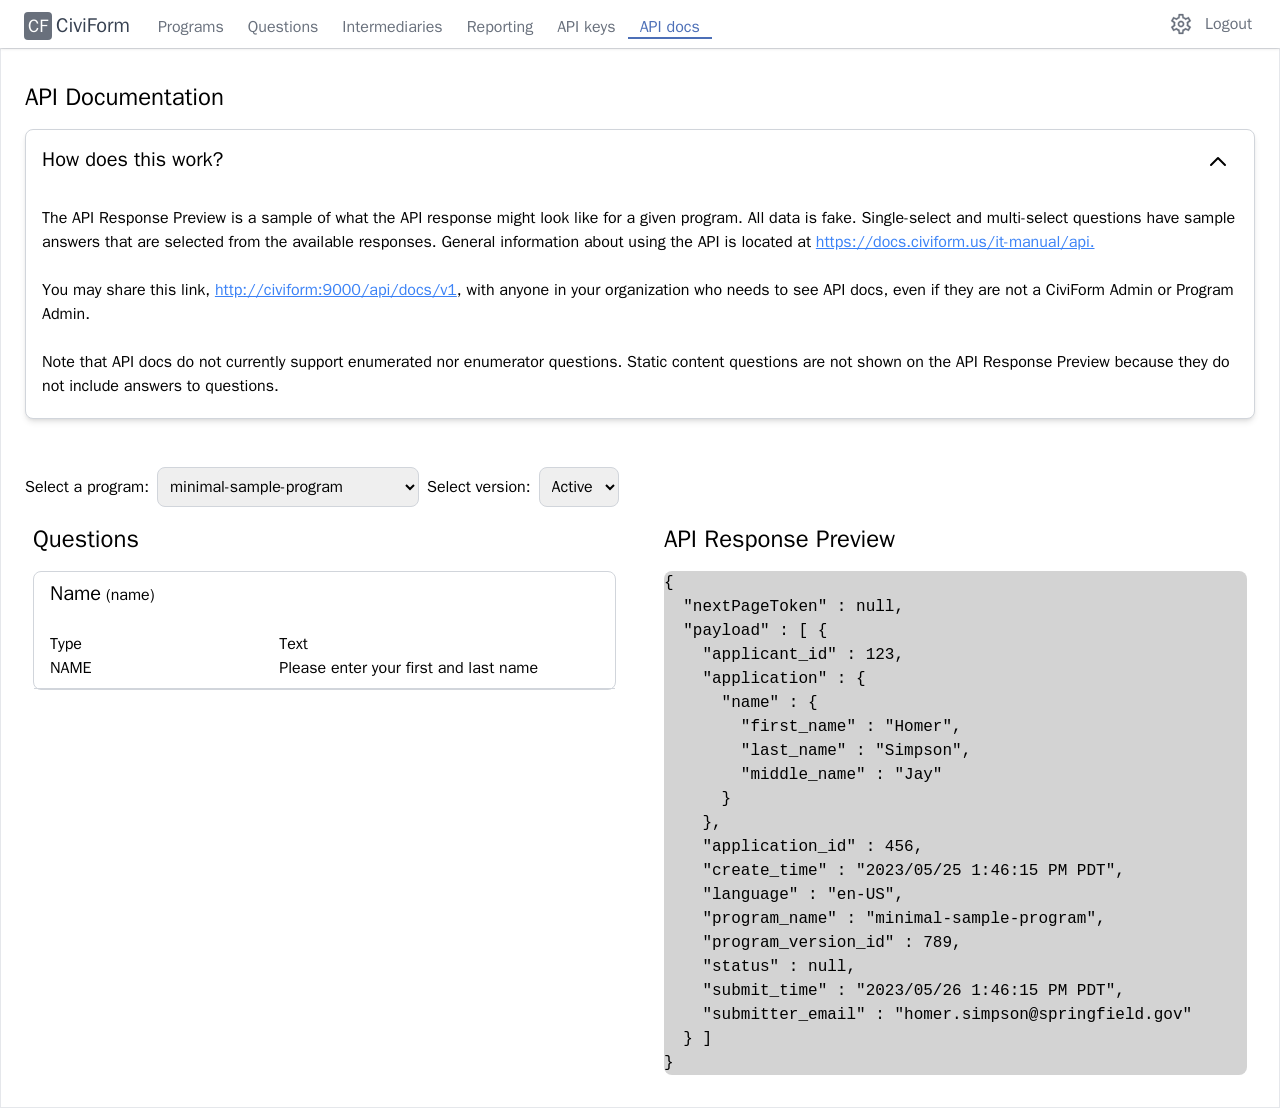 CF CiviForm Programs Questions Intermediaries Reporting API keys API docs Logout
API Documentation
How does this work?
The API Response Preview is a sample of what the API response might look like for a given program. All data is fake. Single-select and multi-select questions have sample
answers that are selected from the available responses. General information about using the API is located at https://docs.civiform.us/it-manual/api.
You may share this link, http://civiform:9000/api/docs/v1, with anyone in your organization who needs to see API docs, even if they are not a CiviForm Admin or Program
Admin.
Note that API docs do not currently support enumerated nor enumerator questions. Static content questions are not shown on the API Response Preview because they do
not include answers to questions.
Select a program: minimal-sample-program Select version: Active
Questions
Name (name)
Type Text
NAME Please enter your first and last name
API Response Preview
{
  "nextPageToken" : null,
  "payload" : [ {
    "applicant_id" : 123,
    "application" : {
      "name" : {
        "first_name" : "Homer",
        "last_name" : "Simpson",
        "middle_name" : "Jay"
      }
    },
    "application_id" : 456,
    "create_time" : "2023/05/25 1:46:15 PM PDT",
    "language" : "en-US",
    "program_name" : "minimal-sample-program",
    "program_version_id" : 789,
    "status" : null,
    "submit_time" : "2023/05/26 1:46:15 PM PDT",
    "submitter_email" : "homer.simpson@springfield.gov"
  } ]
}